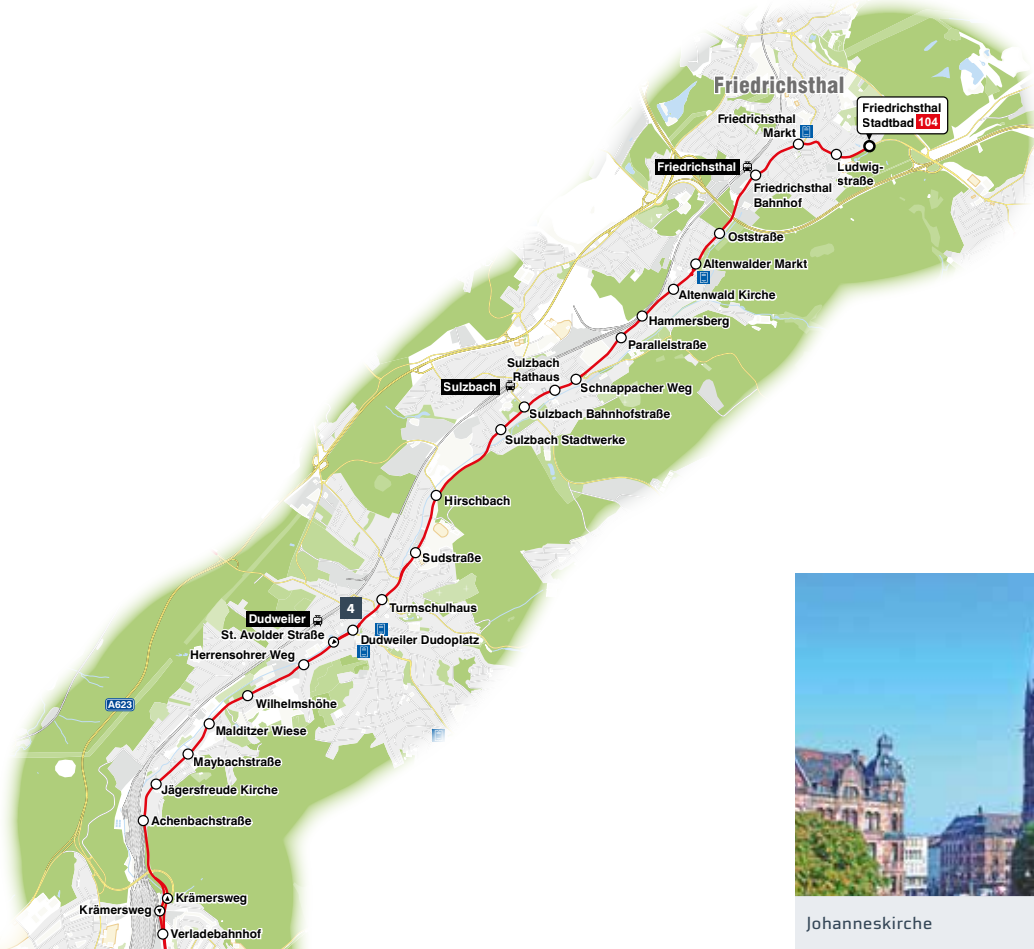 Friedrichsthal
Friedrichsthal
Stadtbad 104
Friedrichsthal
Markt
Friedrichsthal
Ludwig-
straße
Friedrichsthal
Bahnhof
Oststraße
Altenwalder Markt
Altenwald Kirche
Hammersberg
Parallelstraße
Sulzbach
Rathaus
Sulzbach
Schnappacher Weg
Sulzbach Bahnhofstraße
Sulzbach Stadtwerke
Hirschbach
Sudstraße
4
Turmschulhaus
Dudweiler
St. Avolder Straße
Dudweiler Dudoplatz
Herrensohrer Weg
A623
Wilhelmshöhe
Malditzer Wiese
Maybachstraße
Jägersfreude Kirche
Achenbachstraße
Krämersweg
Krämersweg
Verladebahnhof
Johanneskirche